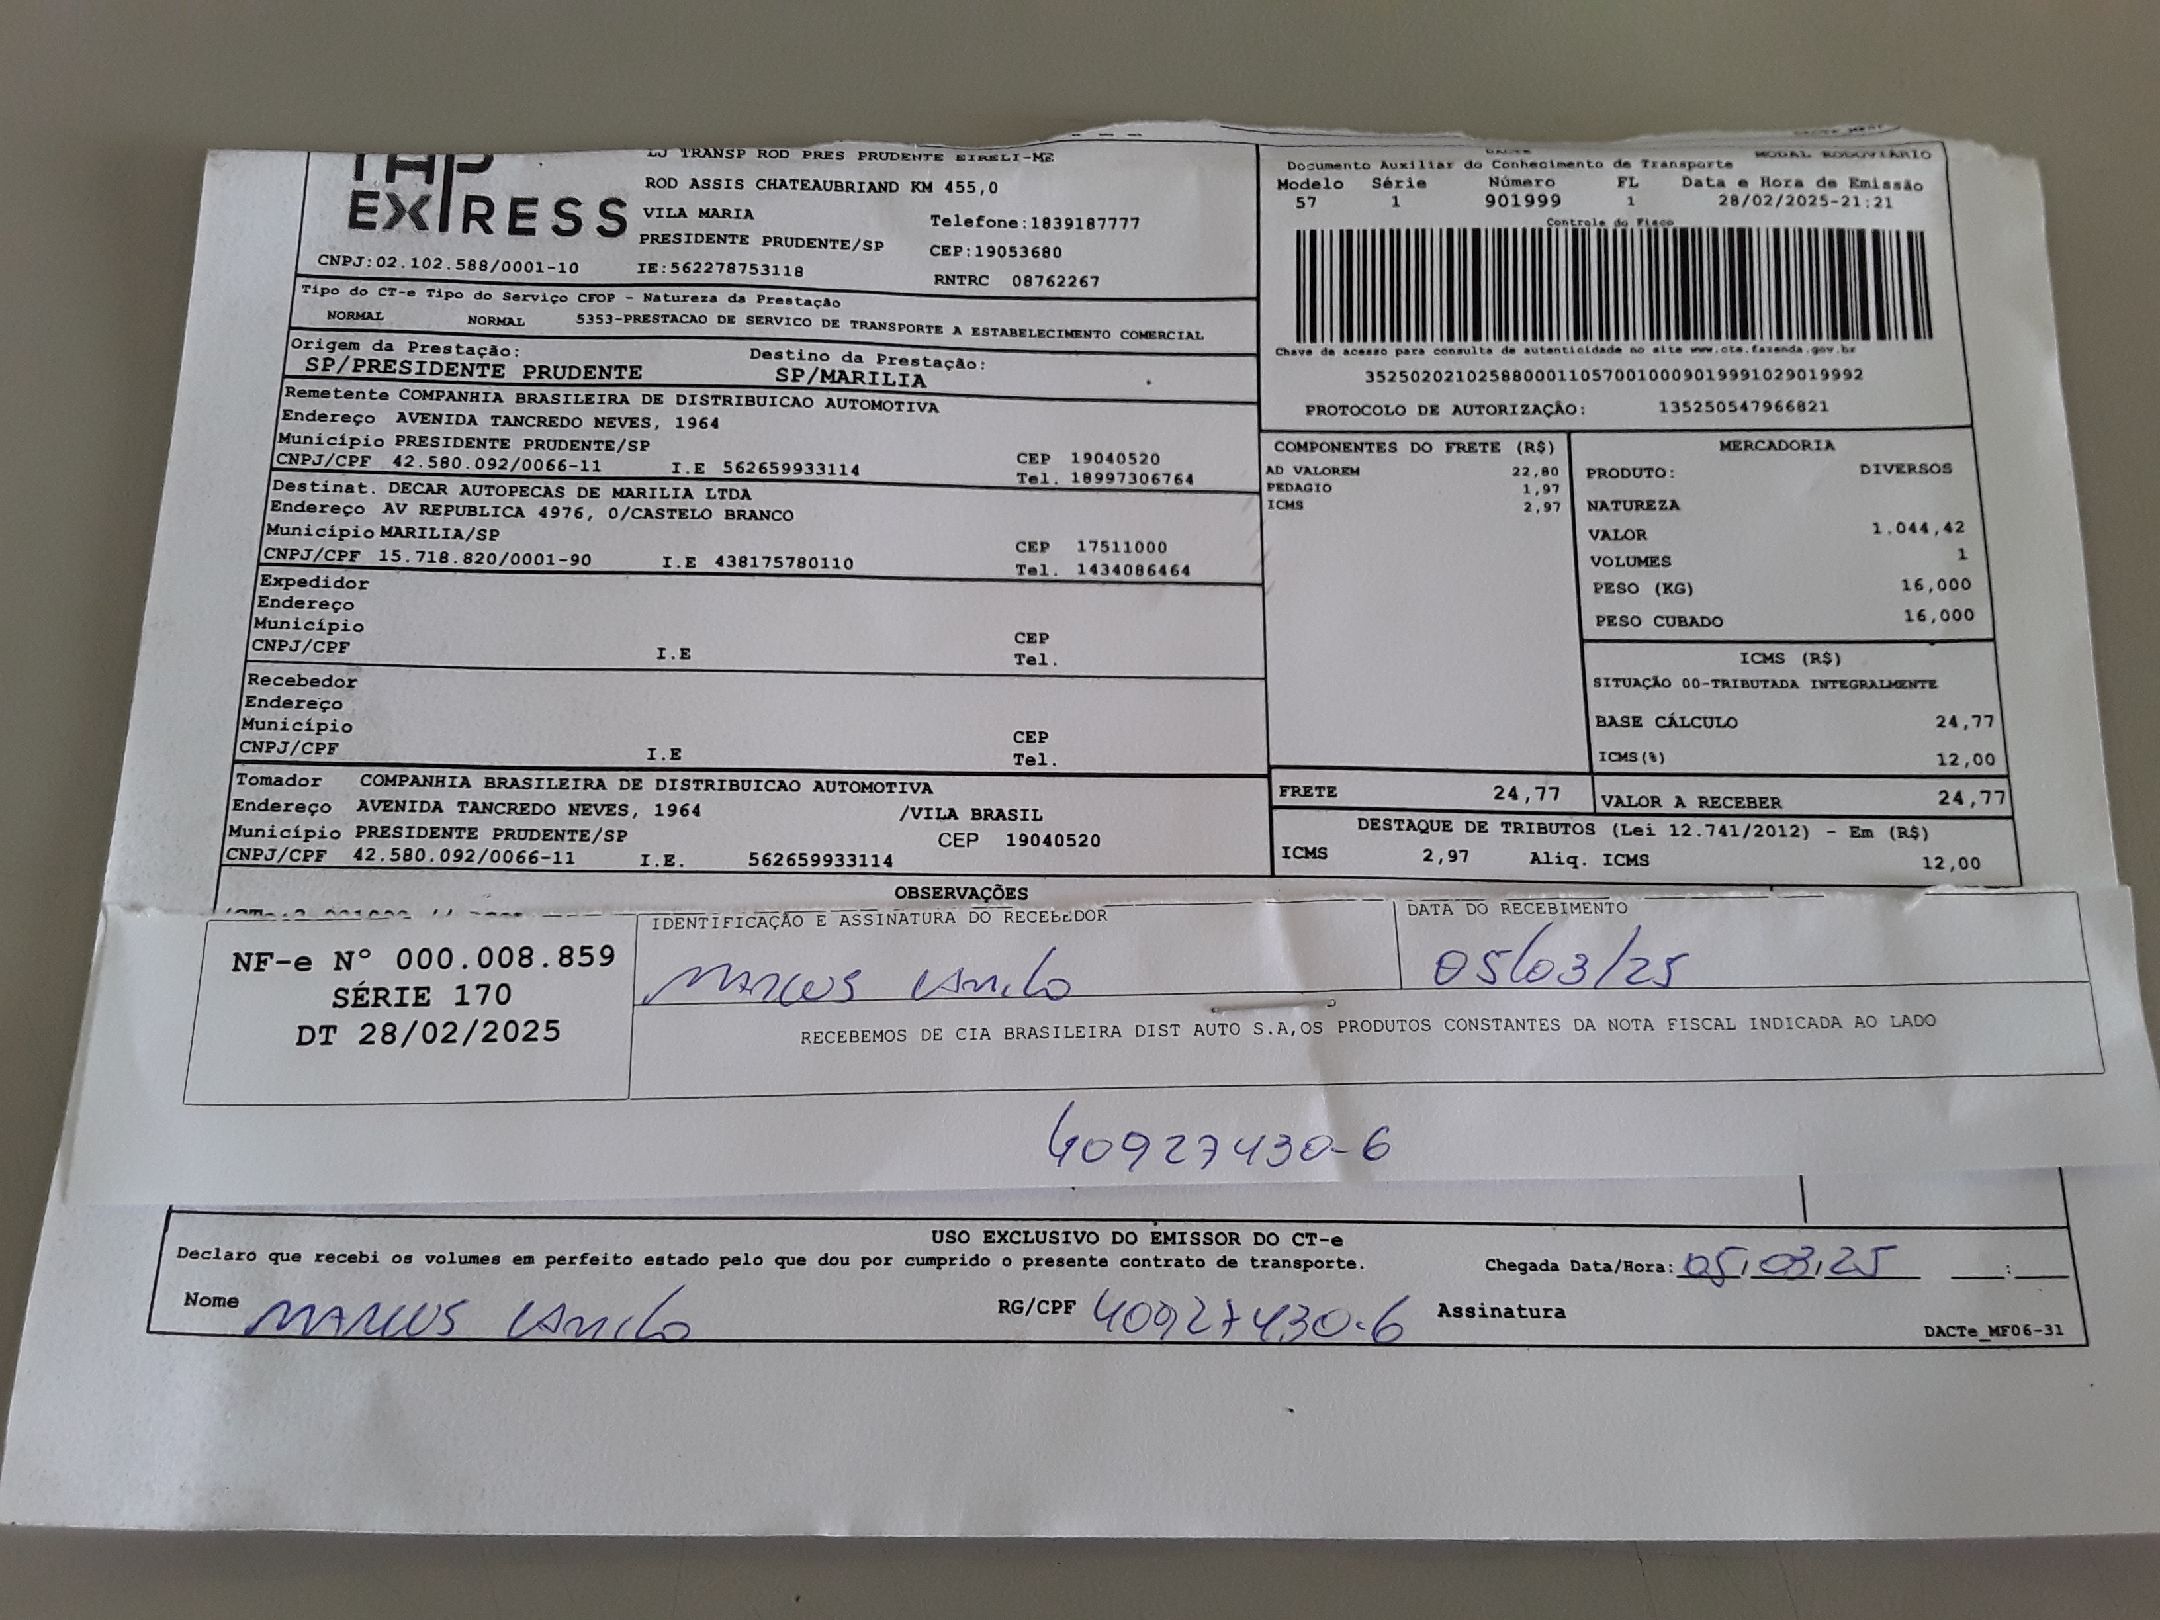 EXPRESS
LJ TRANSP ROD PRES PRUDENTE EIRELI-ME
ROD ASSIS CHATEAUBRIAND KM 455,0
VILA MARIA
Telefone:1839187777
PRESIDENTE PRUDENTE/SP
CEP:19053680
CNPJ:02.102.588/0001-10 IE:562278753118
RNTRC 08762267
MODAL RODOVIÁRIO
Documento Auxiliar do Conhecimento de Transporte
Modelo Série Número FL Data e Hora de Emissão
57 1 901999 1 28/02/2025-21:21
Controle do Fisco
Chave de acesso para consulta de autenticidade no site www.cte.fazenda.gov.br
35250202102588000110570010009019991029019992
PROTOCOLO DE AUTORIZAÇÃO: 135250547966821
Tipo do CT-e Tipo do Serviço CFOP - Natureza da Prestação
NORMAL NORMAL 5353-PRESTACAO DE SERVICO DE TRANSPORTE A ESTABELECIMENTO COMERCIAL
Origem da Prestação: Destino da Prestação:
SP/PRESIDENTE PRUDENTE SP/MARILIA
Remetente COMPANHIA BRASILEIRA DE DISTRIBUICAO AUTOMOTIVA
Endereço AVENIDA TANCREDO NEVES, 1964
Município PRESIDENTE PRUDENTE/SP CEP 19040520
CNPJ/CPF 42.580.092/0066-11 I.E 562659933114 Tel. 18997306764
Destinat. DECAR AUTOPECAS DE MARILIA LTDA
Endereço AV REPUBLICA 4976, 0/CASTELO BRANCO
Município MARILIA/SP CEP 17511000
CNPJ/CPF 15.718.820/0001-90 I.E 438175780110 Tel. 1434086464
Expedidor
Endereço
Município CEP
CNPJ/CPF I.E Tel.
Recebedor
Endereço
Município CEP
CNPJ/CPF I.E Tel.
Tomador COMPANHIA BRASILEIRA DE DISTRIBUICAO AUTOMOTIVA
Endereço AVENIDA TANCREDO NEVES, 1964 /VILA BRASIL
Município PRESIDENTE PRUDENTE/SP CEP 19040520
CNPJ/CPF 42.580.092/0066-11 I.E. 562659933114
COMPONENTES DO FRETE (R$)
AD VALOREM 22,80
PEDAGIO 1,97
ICMS 2,97
MERCADORIA
PRODUTO: DIVERSOS
NATUREZA
VALOR 1.044,42
VOLUMES 1
PESO (KG) 16,000
PESO CUBADO 16,000
ICMS (R$)
SITUAÇÃO 00-TRIBUTADA INTEGRALMENTE
BASE CÁLCULO 24,77
ICMS(%) 12,00
FRETE 24,77 VALOR A RECEBER 24,77
DESTAQUE DE TRIBUTOS (Lei 12.741/2012) - Em (R$)
ICMS 2,97 Aliq. ICMS 12,00
OBSERVAÇÕES
NF-e Nº 000.008.859
SÉRIE 170
DT 28/02/2025
IDENTIFICAÇÃO E ASSINATURA DO RECEBEDOR
MARCUS CAMILO
DATA DO RECEBIMENTO
05/03/25
RECEBEMOS DE CIA BRASILEIRA DIST AUTO S.A,OS PRODUTOS CONSTANTES DA NOTA FISCAL INDICADA AO LADO
40927430-6
USO EXCLUSIVO DO EMISSOR DO CT-e
Declaro que recebi os volumes em perfeito estado pelo que dou por cumprido o presente contrato de transporte. Chegada Data/Hora: 05,03,25 :
Nome MARCUS CAMILO RG/CPF 40927430-6 Assinatura
DACTe_MF06-31